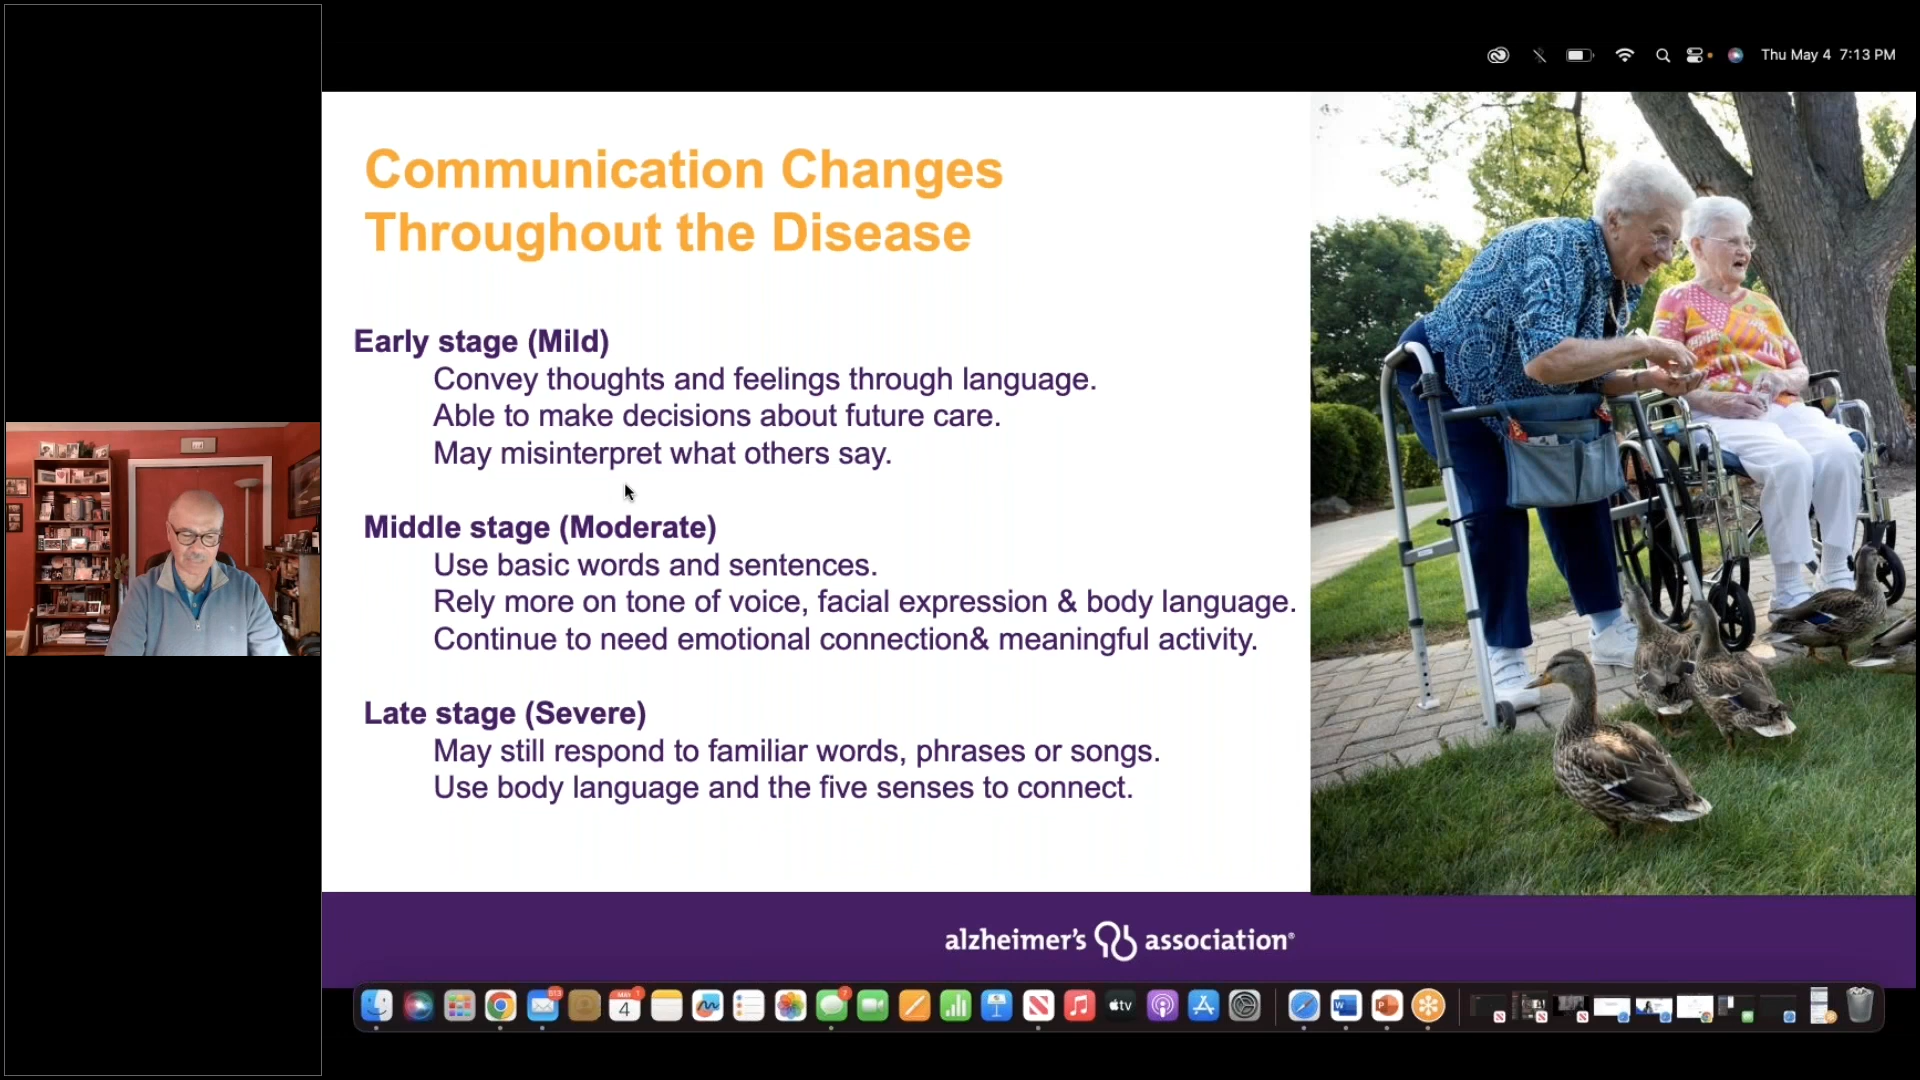 Thu May 4 7:13 PM
Communication Changes
Throughout the Disease
Early stage (Mild)
Convey thoughts and feelings through language.
Able to make decisions about future care.
May misinterpret what others say.
Middle stage (Moderate)
Use basic words and sentences.
Rely more on tone of voice, facial expression & body language.
Continue to need emotional connection& meaningful activity.
Late stage (Severe)
May still respond to familiar words, phrases or songs.
Use body language and the five senses to connect.
alzheimer's association®
MAY
4
tv